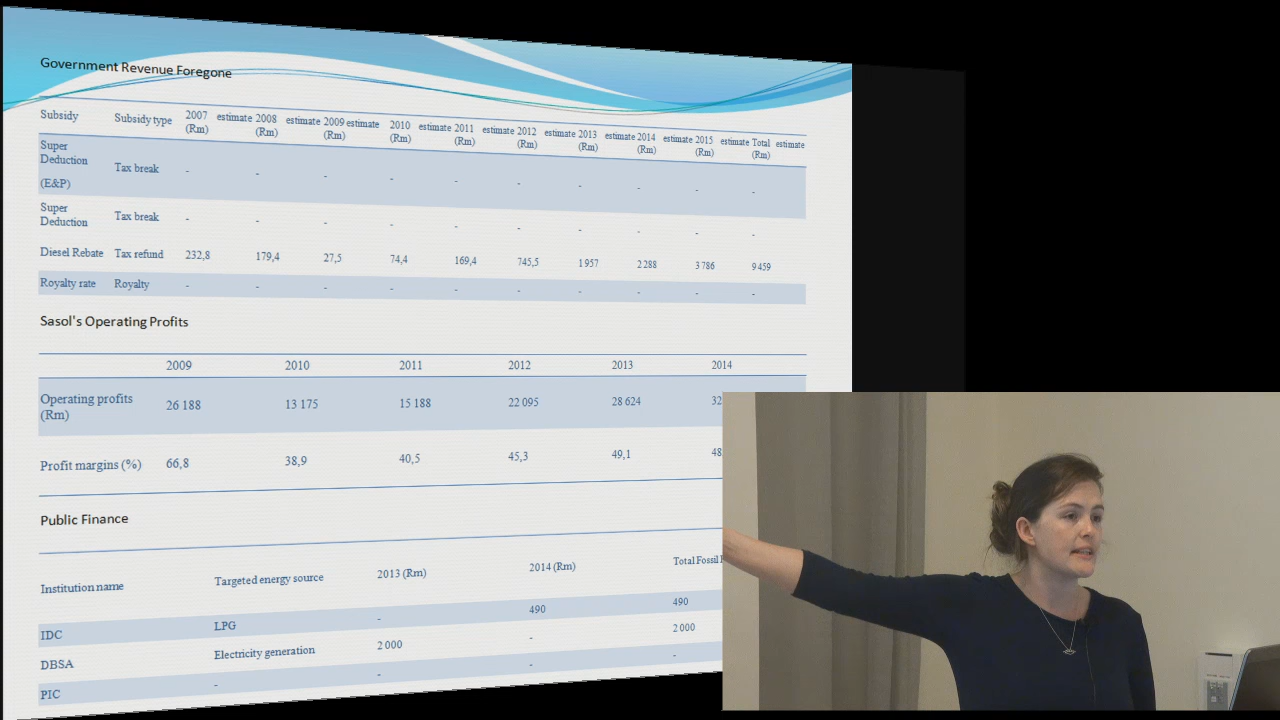 Government Revenue Foregone
Subsidy Subsidy type 2007 estimate 2008 estimate 2009 estimate 2010 estimate 2011 estimate 2012 estimate 2013 estimate 2014 estimate 2015 estimate Total estimate
(Rm) (Rm) (Rm) (Rm) (Rm) (Rm) (Rm) (Rm) (Rm) (Rm)
Super
Deduction Tax break - - - - - - - - - -
(E&P)
Super
Deduction Tax break - - - - - - - - - -
Diesel Rebate Tax refund 232,8 179,4 27,5 74,4 169,4 745,5 1 957 2 288 3 786 9 459
Royalty rate Royalty - - - - - - - - - -
Sasol's Operating Profits
2009 2010 2011 2012 2013 2014
Operating profits 26 188 13 175 15 188 22 095 28 624 32
(Rm)
Profit margins (%) 66,8 38,9 40,5 45,3 49,1 48
Public Finance
Institution name Targeted energy source 2013 (Rm) 2014 (Rm) Total Fossil
IDC LPG - 490 490
DBSA Electricity generation 2 000 - 2 000
PIC - - - -